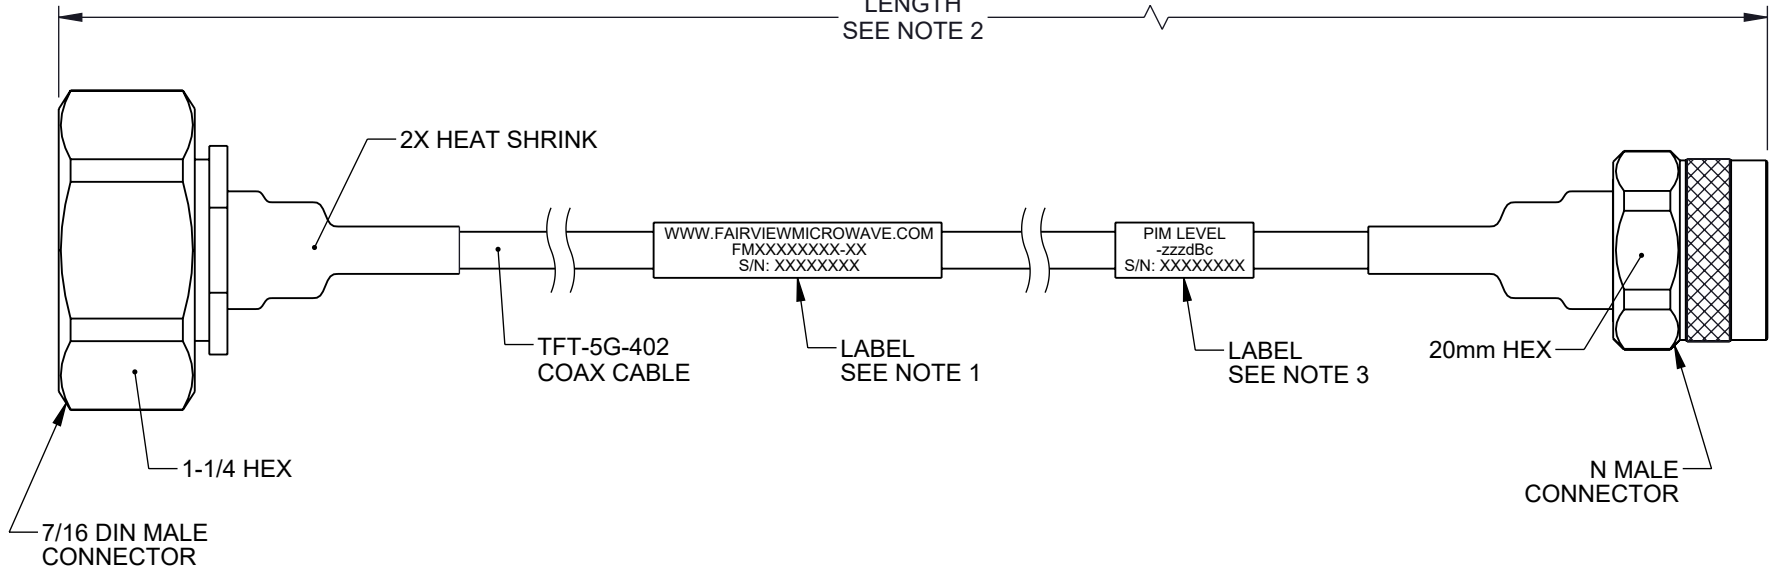 LENGTH
SEE NOTE 2
2X HEAT SHRINK
WWW.FAIRVIEWMICROWAVE.COM
FMXXXXXXXX-XX
S/N: XXXXXXXX
PIM LEVEL
-zzzdBc
S/N: XXXXXXXX
TFT-5G-402
COAX CABLE
LABEL
SEE NOTE 1
LABEL
SEE NOTE 3
20mm HEX
1-1/4 HEX
N MALE
CONNECTOR
7/16 DIN MALE
CONNECTOR